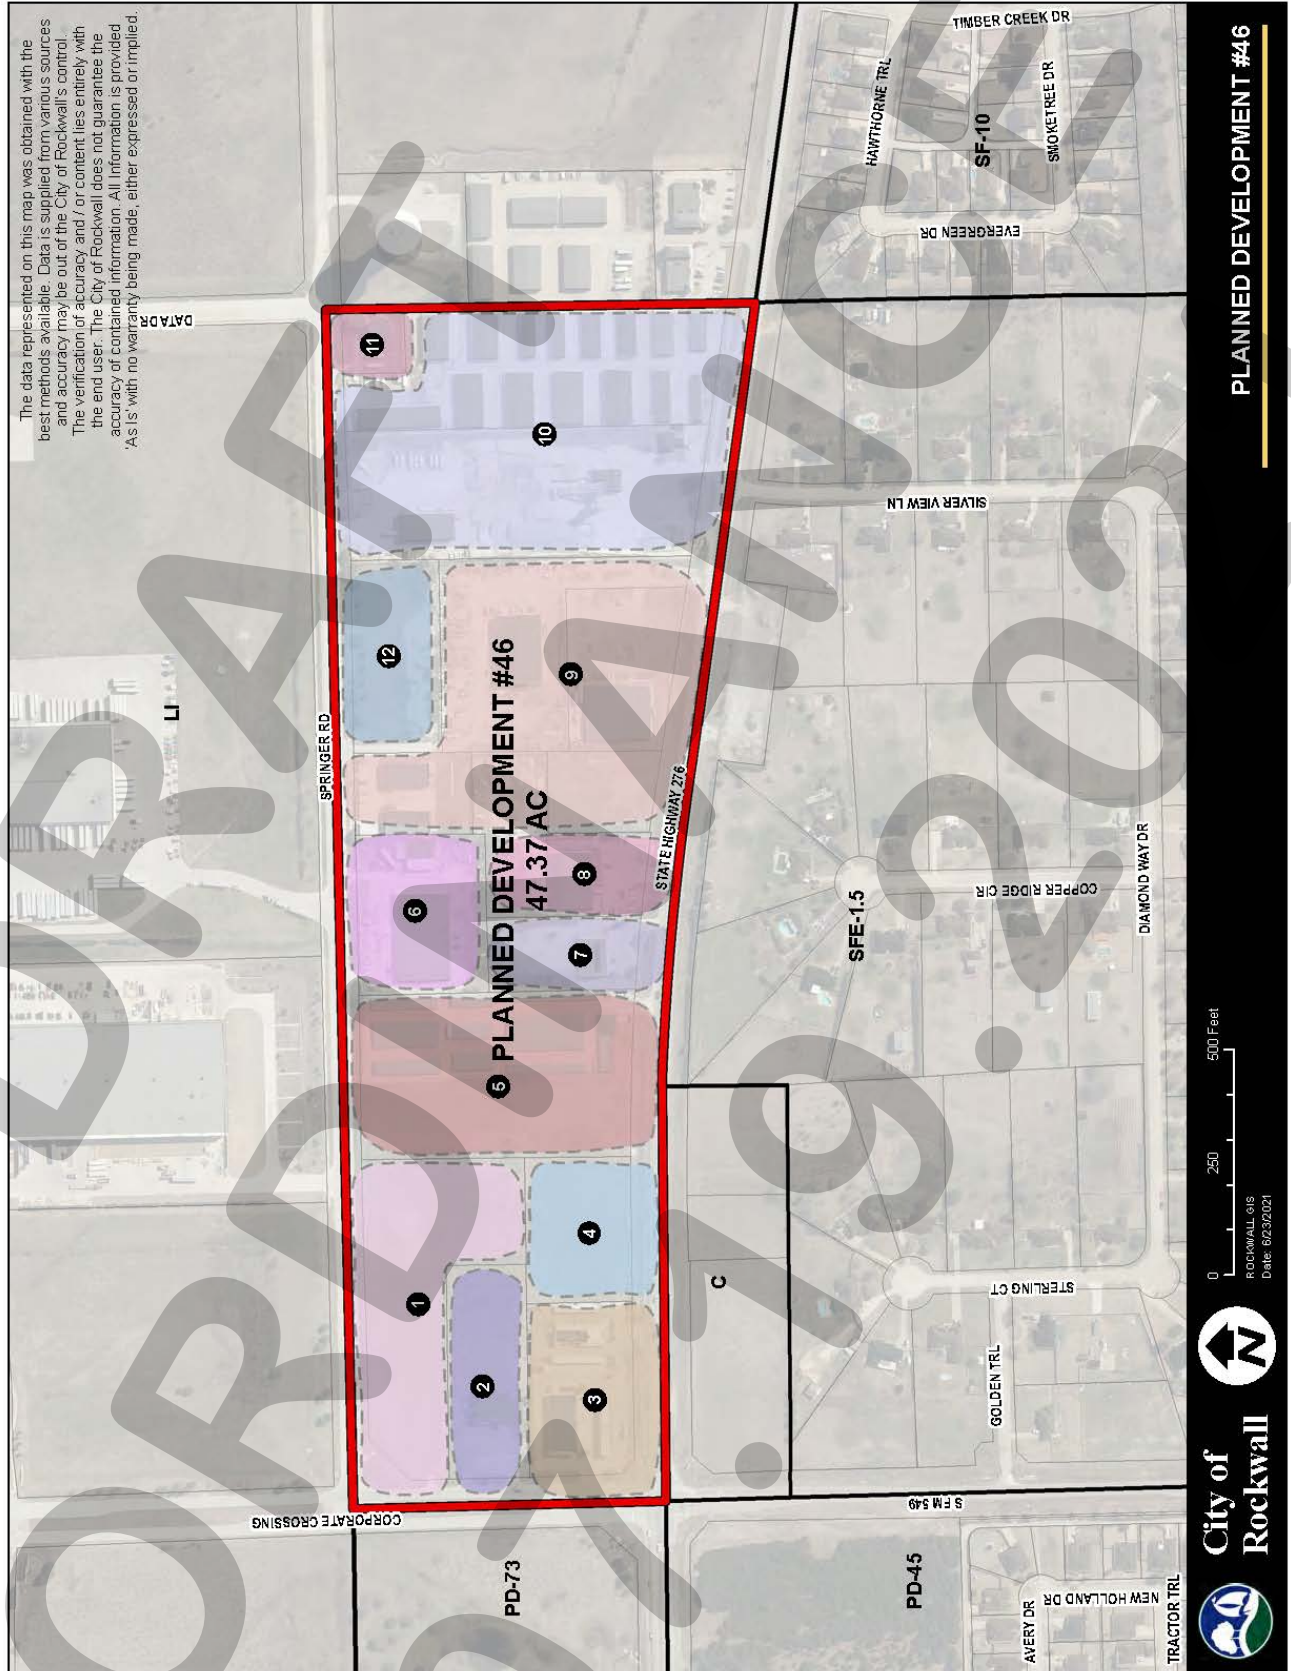 The data represented on this map was obtained with the
best methods available. Data is supplied from various sources
and accuracy may be out of the City of Rockwall's control.
The verification of accuracy and / or content lies entirely with
the end user. The City of Rockwall does not guarantee the
accuracy of contained information. All Information is provided
'As Is' with no warranty being made, either expressed or implied.
DRAFT
ORDINANCE
LI
CORPORATE CROSSING
SPRINGER RD
DATA DR
1
2
3
4
5
6
7
8
9
10
11
12
PLANNED DEVELOPMENT #46
47.37 AC
STATE HIGHWAY 276
PD-73
PD-45
C
SFE-1.5
SF-10
S FM 549
AVERY DR
NEW HOLLAND DR
TRACTOR TRL
GOLDEN TRL
STERLING CT
COPPER RIDGE CIR
DIAMOND WAY DR
SILVER VIEW LN
EVERGREEN DR
HAWTHORNE TRL
SMOKETREE DR
TIMBER CREEK DR
City of
Rockwall
N
0 250 500 Feet
ROCKWALL GIS
Date: 6/23/2021
PLANNED DEVELOPMENT #46